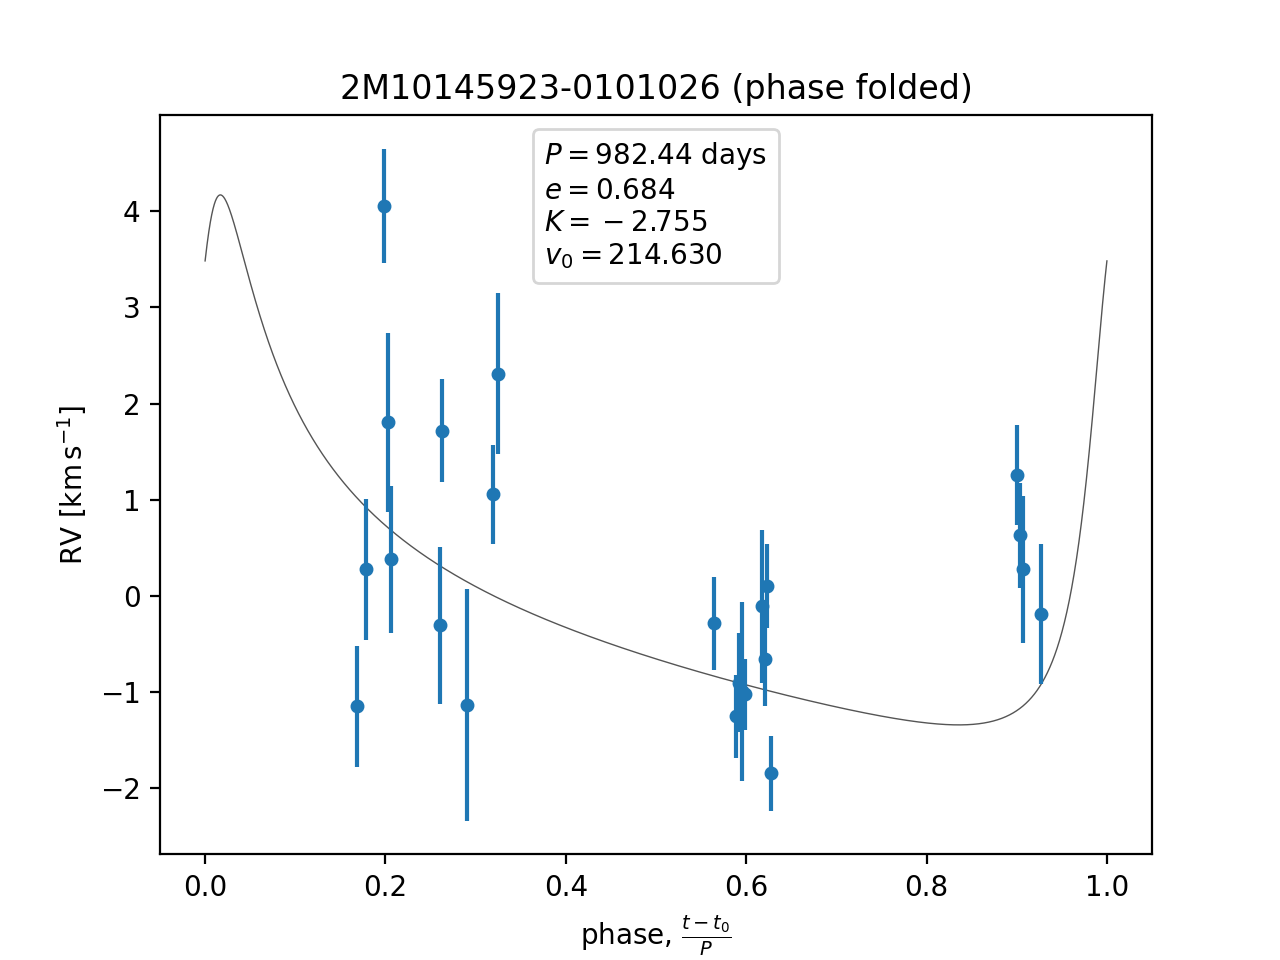 2M10145923-0101026 (phase folded)
P = 982.44 days
e = 0.684
K = −2.755
v₀ = 214.630
4
3
2
1
0
−1
−2
RV [km s⁻¹]
0.0 0.2 0.4 0.6 0.8 1.0
phase, (t − t₀)/P